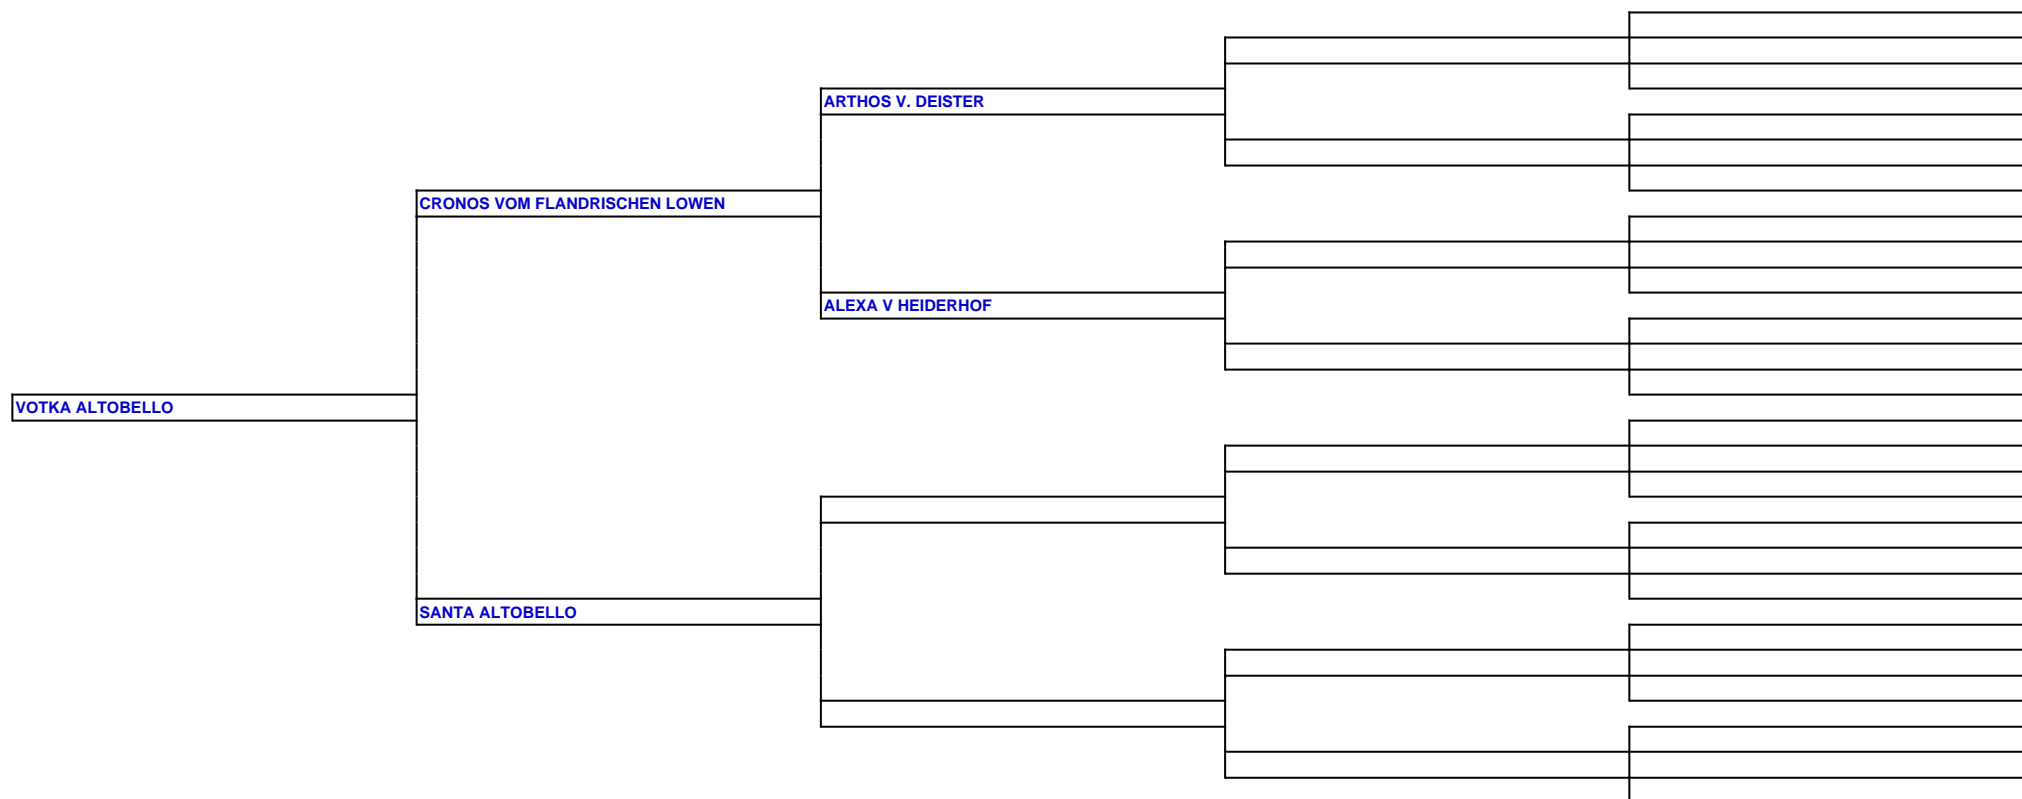 ARTHOS V. DEISTER
CRONOS VOM FLANDRISCHEN LOWEN
ALEXA V HEIDERHOF
VOTKA ALTOBELLO
SANTA ALTOBELLO